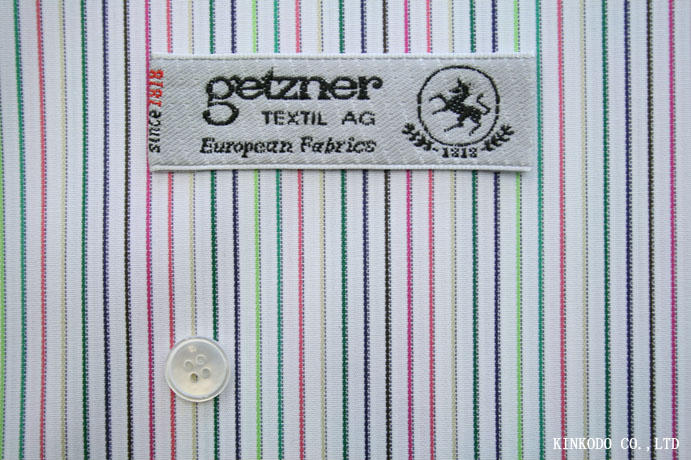 since 1818
getzner
TEXTIL AG
European Fabrics
1818
KINKODO CO.,LTD